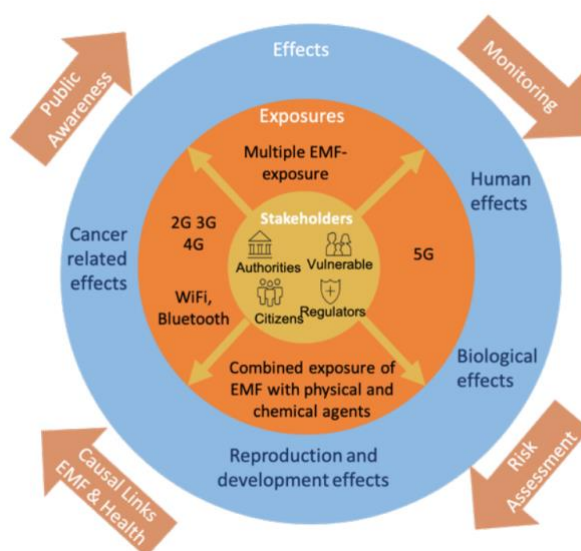 Effects
Public
Awareness
Monitoring
Exposures
Multiple EMF-
exposure
Human
effects
Stakeholders
2G 3G
4G
Cancer
related
effects
5G
Authorities
Vulnerable
WiFi,
Bluetooth
Citizens
Regulators
Biological
effects
Combined exposure of
EMF with physical and
chemical agents
Reproduction and
development effects
Causal Links
EMF & Health
Risk
Assessment